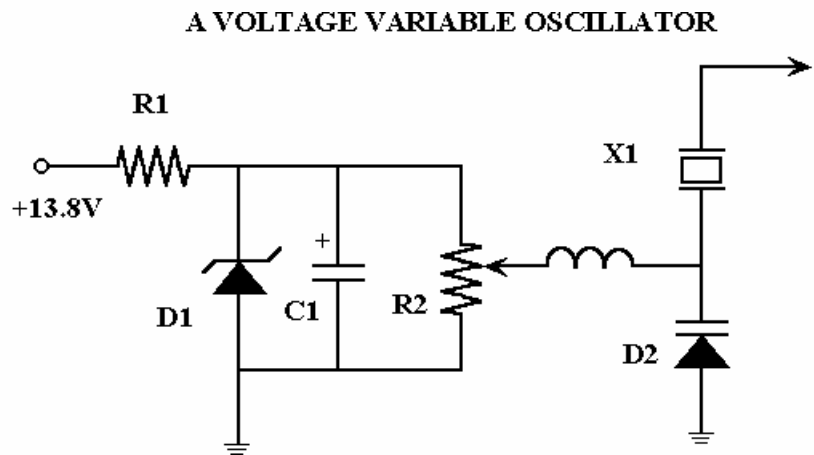 A VOLTAGE VARIABLE OSCILLATOR
R1
X1
+13.8V
+
D1
C1
R2
D2